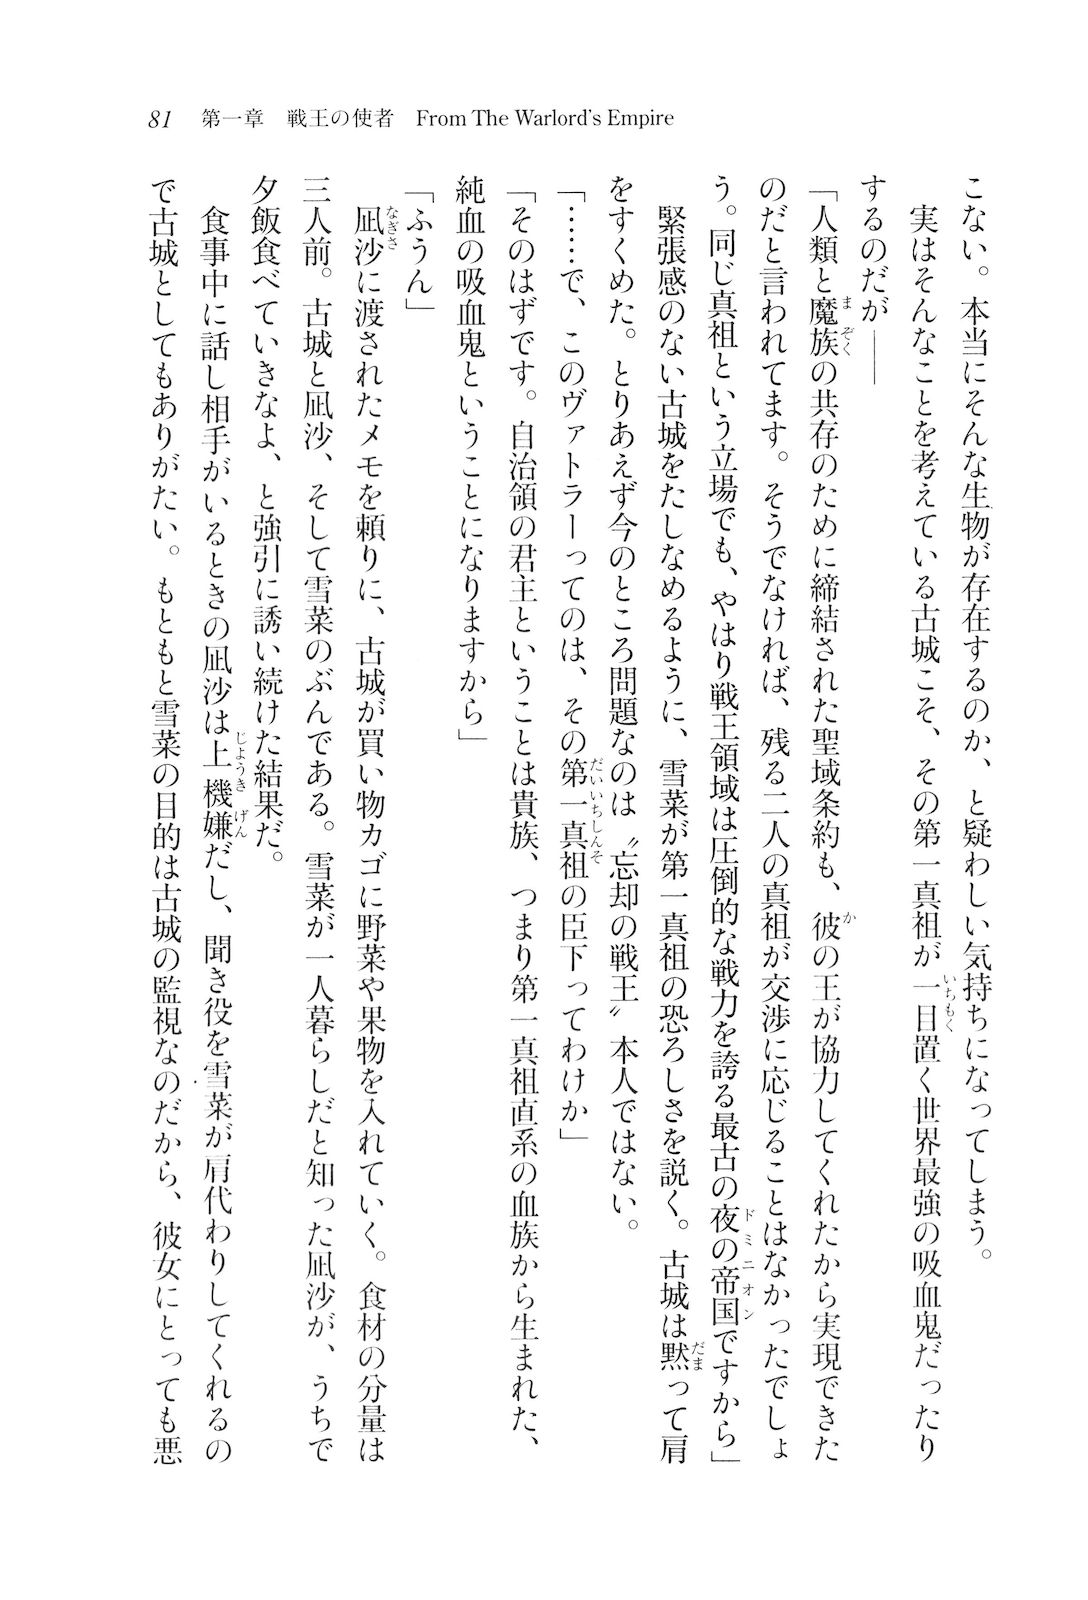 81　第一章　戦王の使者　From The Warlord's Empire
こない。本当にそんな生物が存在するのか、と疑わしい気持ちになってしまう。
　実はそんなことを考えている古城こそ、その第一真祖が一目置く世界最強の吸血鬼だったり
するのだが――
「人類と魔族の共存のために締結された聖域条約も、彼の王が協力してくれたから実現できた
のだと言われてます。そうでなければ、残る二人の真祖が交渉に応じることはなかったでしょ
う。同じ真祖という立場でも、やはり戦王領域は圧倒的な戦力を誇る最古の夜の帝国ですから」
　緊張感のない古城をたしなめるように、雪菜が第一真祖の恐ろしさを説く。古城は黙って肩
をすくめた。とりあえず今のところ問題なのは〝忘却の戦王〟本人ではない。
「……で、このヴァトラーってのは、その第一真祖の臣下ってわけか」
「そのはずです。自治領の君主ということは貴族、つまり第一真祖直系の血族から生まれた、
純血の吸血鬼ということになりますから」
「ふうん」
　凪沙に渡されたメモを頼りに、古城が買い物カゴに野菜や果物を入れていく。食材の分量は
三人前。古城と凪沙、そして雪菜のぶんである。雪菜が一人暮らしだと知った凪沙が、うちで
夕飯食べていきなよ、と強引に誘い続けた結果だ。
　食事中に話し相手がいるときの凪沙は上機嫌だし、聞き役を雪菜が肩代わりしてくれるの
で古城としてもありがたい。もともと雪菜の目的は古城の監視なのだから、彼女にとっても悪